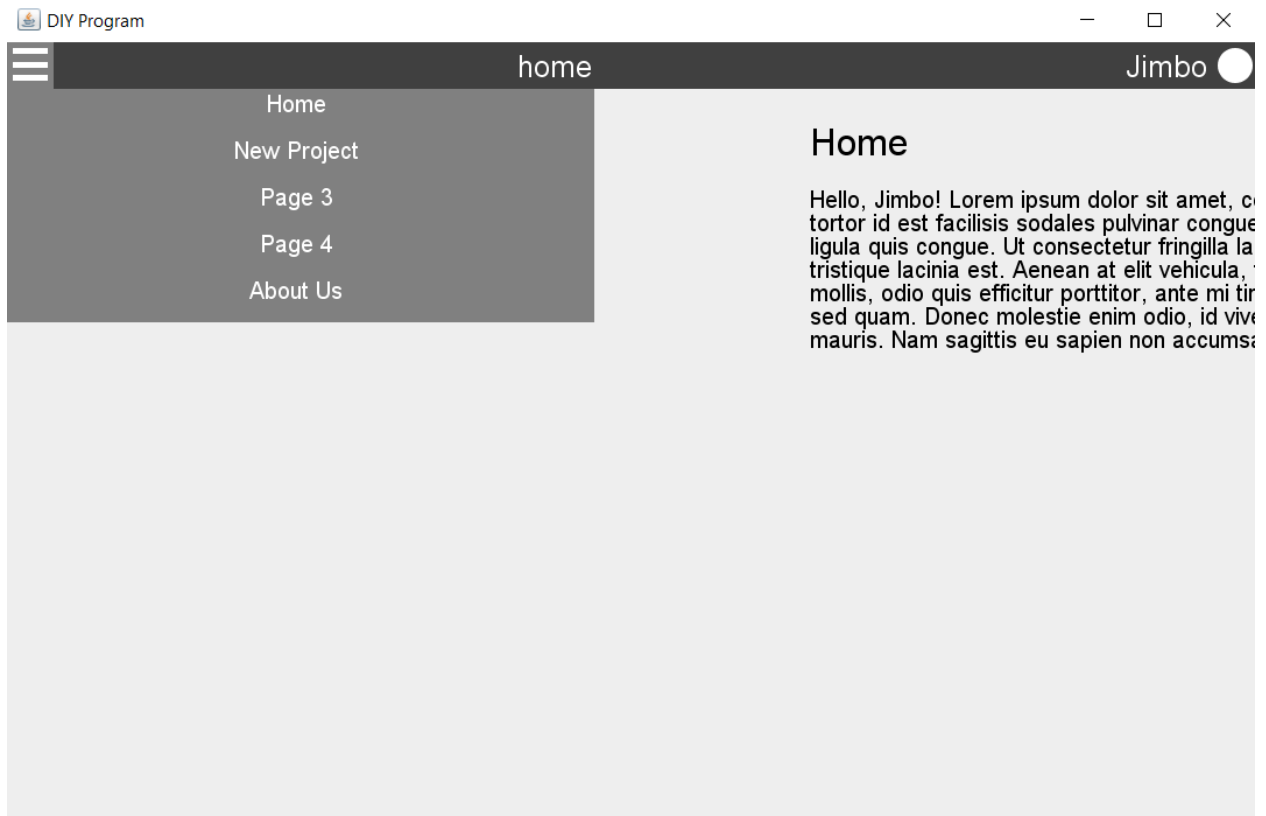 DIY Program
home
Jimbo
Home
New Project
Page 3
Page 4
About Us
Home
Hello, Jimbo! Lorem ipsum dolor sit amet,
tortor id est facilisis sodales pulvinar congue
ligula quis congue. Ut consectetur fringilla la
tristique lacinia est. Aenean at elit vehicula,
mollis, odio quis efficitur porttitor, ante mi
sed quam. Donec molestie enim odio, id
mauris. Nam sagittis eu sapien non